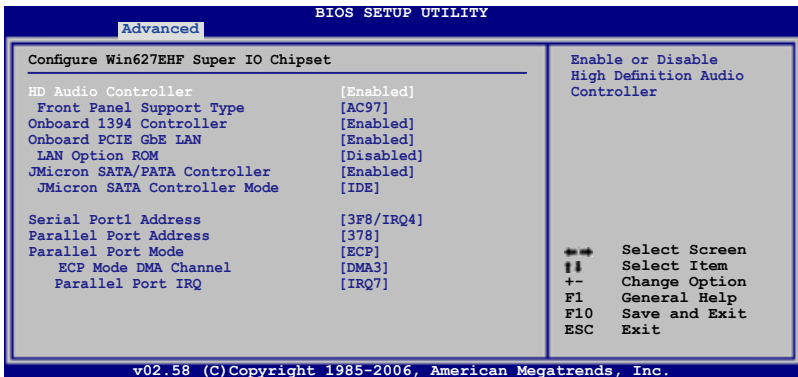 BIOS SETUP UTILITY
Advanced
Configure Win627EHF Super IO Chipset
HD Audio Controller [Enabled]
Front Panel Support Type [AC97]
Onboard 1394 Controller [Enabled]
Onboard PCIE GbE LAN [Enabled]
LAN Option ROM [Disabled]
JMicron SATA/PATA Controller [Enabled]
JMicron SATA Controller Mode [IDE]
Serial Port1 Address [3F8/IRQ4]
Parallel Port Address [378]
Parallel Port Mode [ECP]
ECP Mode DMA Channel [DMA3]
Parallel Port IRQ [IRQ7]
Enable or Disable
High Definition Audio
Controller
Select Screen
Select Item
+- Change Option
F1 General Help
F10 Save and Exit
ESC Exit
v02.58 (C)Copyright 1985-2006, American Megatrends, Inc.